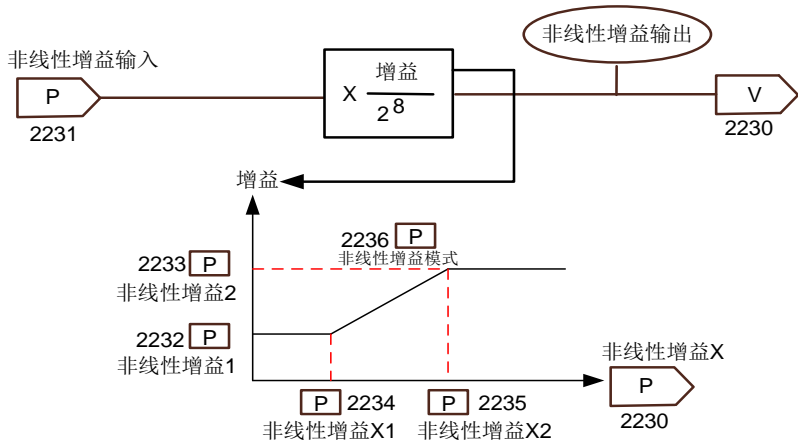 非线性增益输出
非线性增益输入
P
2231
X 增益
2^8
V
2230
增益
2236 P
非线性增益模式
2233 P
非线性增益2
2232 P
非线性增益1
非线性增益X
P
2230
P 2234
非线性增益X1
P 2235
非线性增益X2